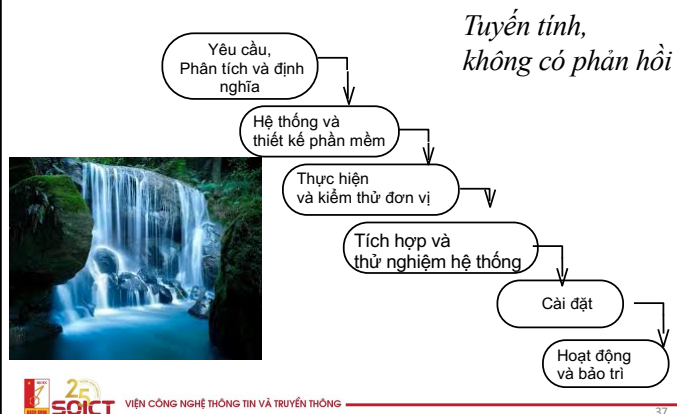 Tuyến tính,
không có phản hồi
Yêu cầu,
Phân tích và định
nghĩa
Hệ thống và
thiết kế phần mềm
Thực hiện
và kiểm thử đơn vị
Tích hợp và
thử nghiệm hệ thống
Cài đặt
Hoạt động
và bảo trì
25
SOICT
VIỆN CÔNG NGHỆ THÔNG TIN VÀ TRUYỀN THÔNG
37